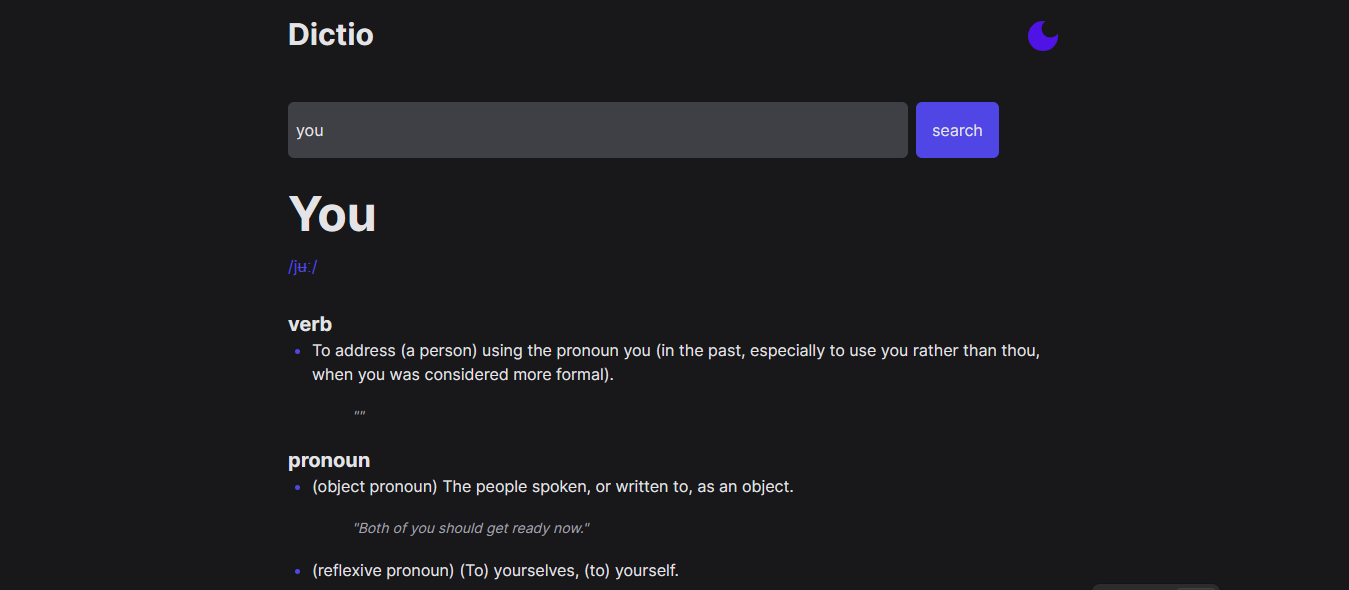 Dictio
you
search
You
/jʉː/
verb
To address (a person) using the pronoun you (in the past, especially to use you rather than thou,
when you was considered more formal).
""
pronoun
(object pronoun) The people spoken, or written to, as an object.
"Both of you should get ready now."
(reflexive pronoun) (To) yourselves, (to) yourself.